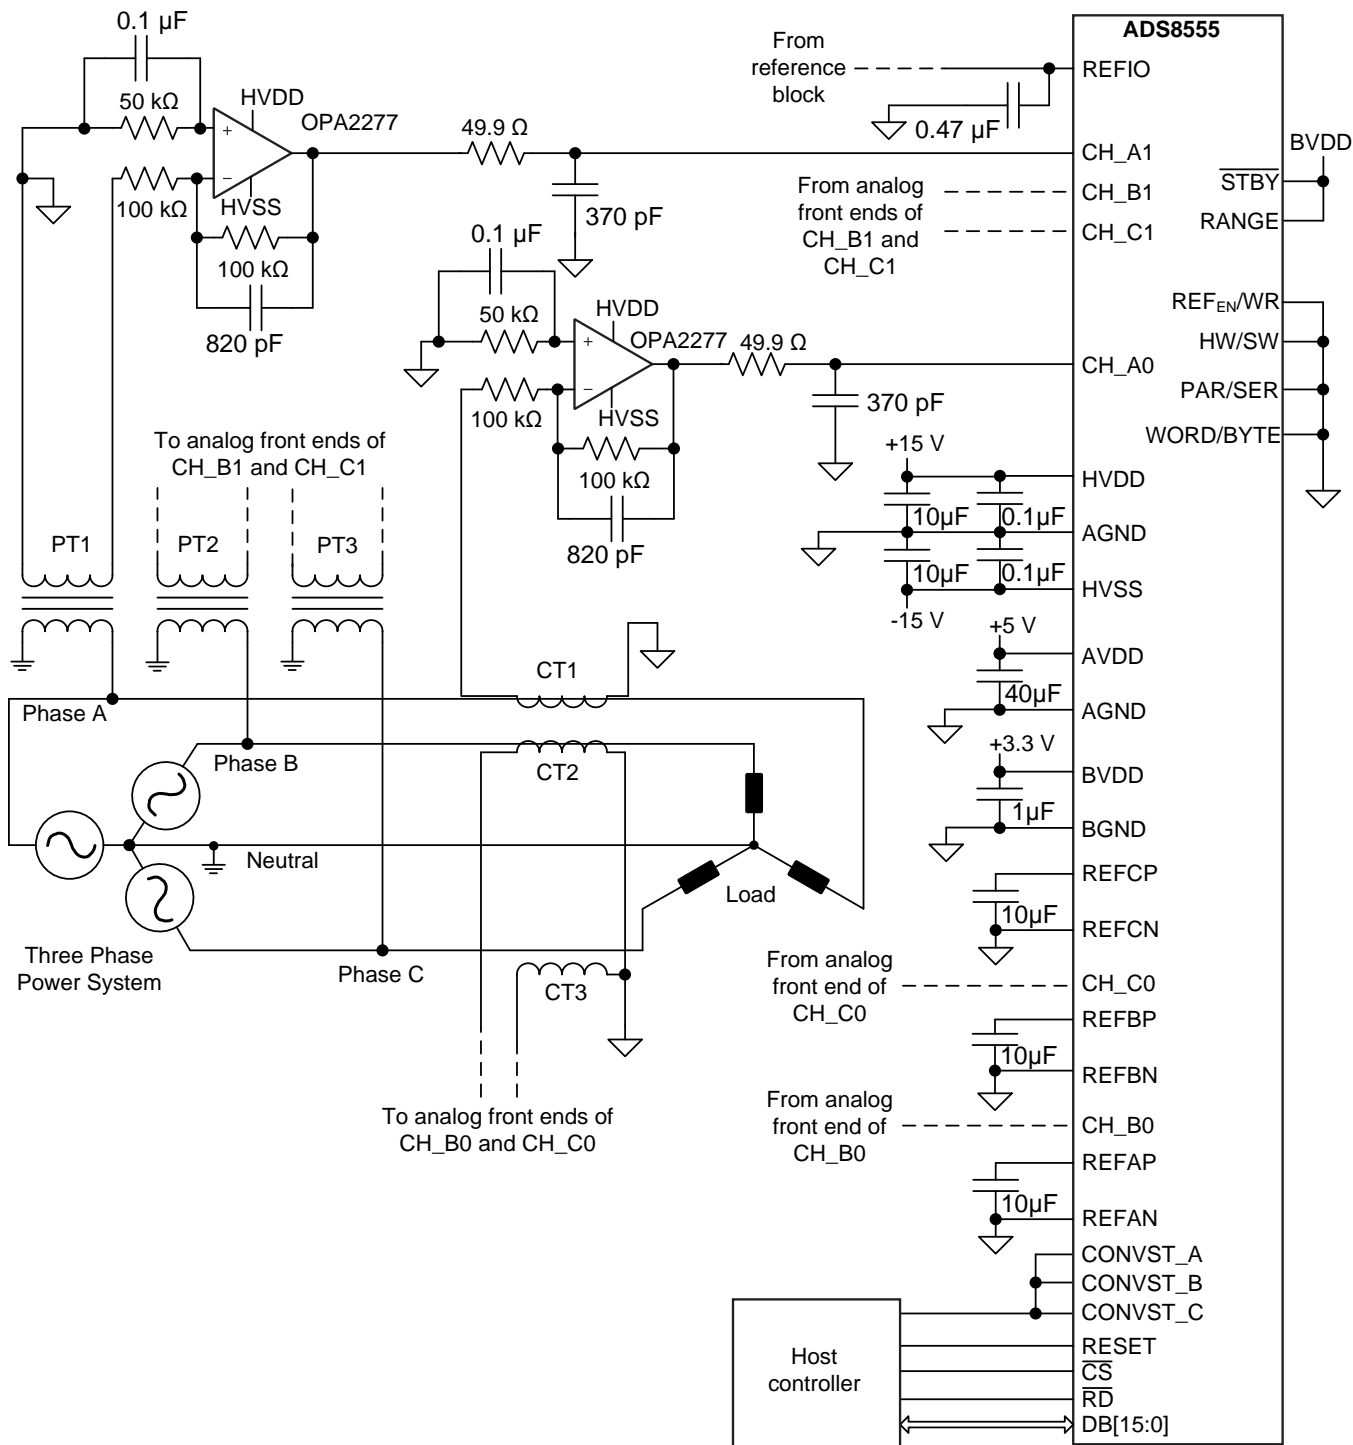 0.1 µF
50 kΩ
HVDD
OPA2277
+
−
100 kΩ
HVSS
100 kΩ
820 pF
49.9 Ω
370 pF
0.1 µF
50 kΩ
HVDD
OPA2277
+
−
100 kΩ
HVSS
100 kΩ
820 pF
49.9 Ω
370 pF
From
reference
block
0.47 µF
From analog
front ends of
CH_B1 and
CH_C1
To analog front ends of
CH_B1 and CH_C1
PT1
PT2
PT3
CT1
CT2
CT3
Phase A
Phase B
Neutral
Load
Phase C
Three Phase
Power System
To analog front ends of
CH_B0 and CH_C0
+15 V
10µF
0.1µF
10µF
0.1µF
-15 V
+5 V
40µF
+3.3 V
1µF
10µF
From analog
front end of
CH_C0
10µF
From analog
front end of
CH_B0
10µF
Host
controller
ADS8555
REFIO
CH_A1
CH_B1
CH_C1
CH_A0
HVDD
AGND
HVSS
AVDD
AGND
BVDD
BGND
REFCP
REFCN
CH_C0
REFBP
REFBN
CH_B0
REFAP
REFAN
CONVST_A
CONVST_B
CONVST_C
RESET
CS
RD
DB[15:0]
BVDD
STBY
RANGE
REFEN/WR
HW/SW
PAR/SER
WORD/BYTE